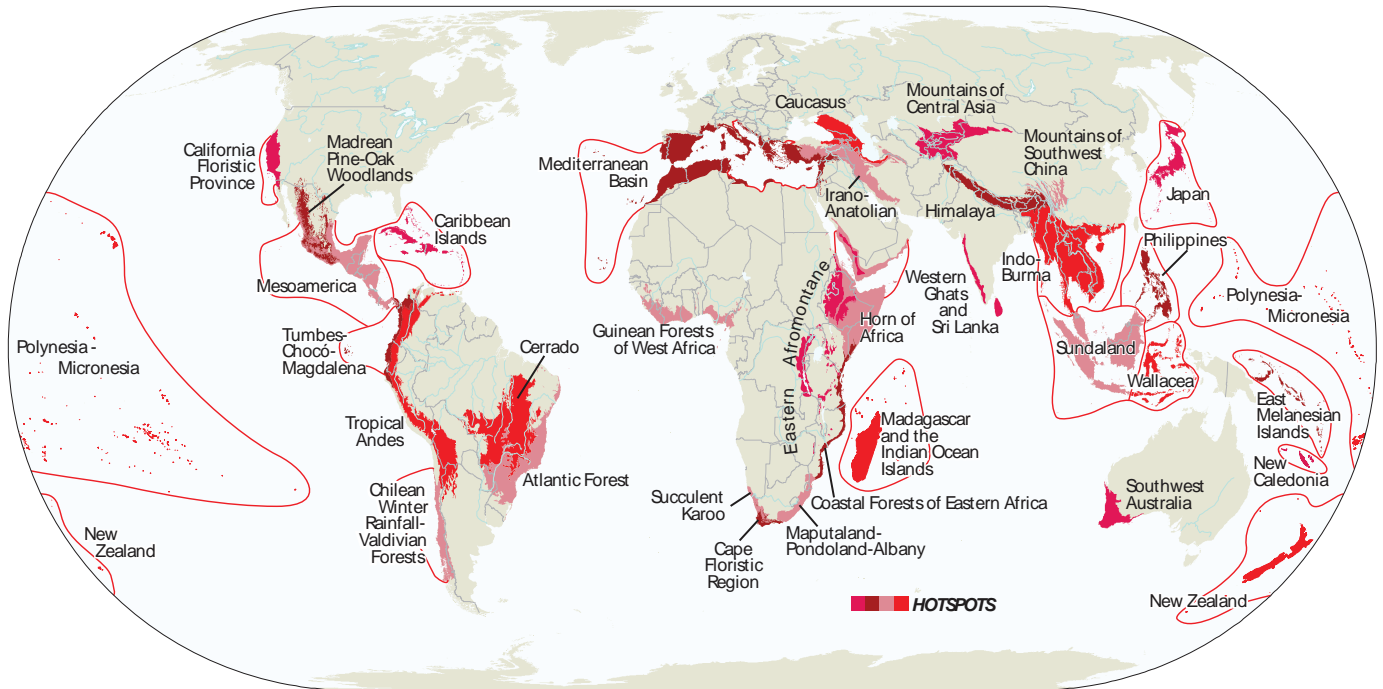 California
Floristic
Province
Madrean
Pine-Oak
Woodlands
Caribbean
Islands
Mesoamerica
Tumbes-
Chocó-
Magdalena
Polynesia -
Micronesia
Cerrado
Tropical
Andes
Atlantic Forest
Chilean
Winter
Rainfall-
Valdivian
Forests
New
Zealand
Caucasus
Mountains of
Central Asia
Mediterranean
Basin
Mountains of
Southwest
China
Irano-
Anatolian
Himalaya
Japan
Philippines
Indo-
Burma
Western
Ghats
and
Sri Lanka
Polynesia-
Micronesia
Guinean Forests
of West Africa
Eastern Afromontane
Horn of
Africa
Sundaland
Wallacea
East
Melanesian
Islands
Madagascar
and the
Indian Ocean
Islands
New
Caledonia
Southwest
Australia
Succulent
Karoo
Coastal Forests of Eastern Africa
Maputaland-
Pondoland-Albany
Cape
Floristic
Region
HOTSPOTS
New Zealand